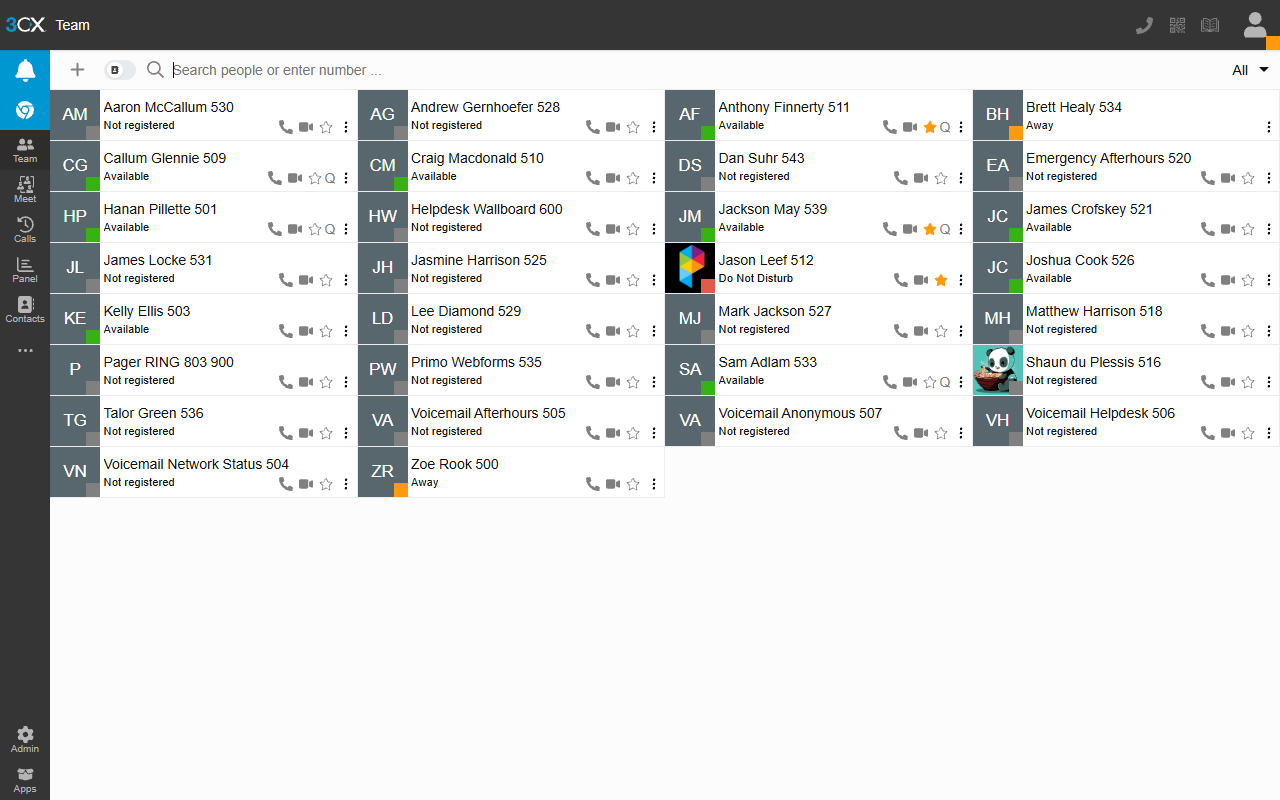 3CX Team
Search people or enter number ...
All
Team
Meet
Calls
Panel
Contacts
Admin
Apps
AM
Aaron McCallum 530
Not registered
AG
Andrew Gernhoefer 528
Not registered
AF
Anthony Finnerty 511
Available
Q
BH
Brett Healy 534
Away
CG
Callum Glennie 509
Available
Q
CM
Craig Macdonald 510
Available
DS
Dan Suhr 543
Not registered
EA
Emergency Afterhours 520
Not registered
HP
Hanan Pillette 501
Available
Q
HW
Helpdesk Wallboard 600
Not registered
JM
Jackson May 539
Available
Q
JC
James Crofskey 521
Available
JL
James Locke 531
Not registered
JH
Jasmine Harrison 525
Not registered
Jason Leef 512
Do Not Disturb
JC
Joshua Cook 526
Available
KE
Kelly Ellis 503
Available
LD
Lee Diamond 529
Not registered
MJ
Mark Jackson 527
Not registered
MH
Matthew Harrison 518
Not registered
P
Pager RING 803 900
Not registered
PW
Primo Webforms 535
Not registered
SA
Sam Adlam 533
Available
Q
Shaun du Plessis 516
Not registered
TG
Talor Green 536
Not registered
VA
Voicemail Afterhours 505
Not registered
VA
Voicemail Anonymous 507
Not registered
VH
Voicemail Helpdesk 506
Not registered
VN
Voicemail Network Status 504
Not registered
ZR
Zoe Rook 500
Away